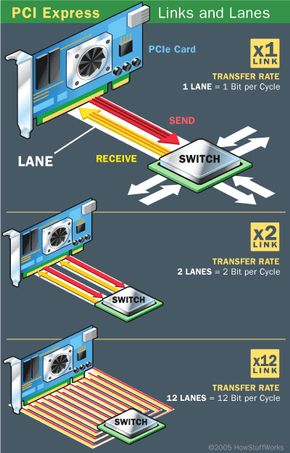 PCI Express Links and Lanes
PCIe Card
x1
LINK
TRANSFER RATE
1 LANE = 1 Bit per Cycle
SEND
LANE
RECEIVE
SWITCH
x2
LINK
TRANSFER RATE
2 LANES = 2 Bit per Cycle
SWITCH
x12
LINK
TRANSFER RATE
12 LANES = 12 Bit per Cycle
SWITCH
©2005 HowStuffWorks